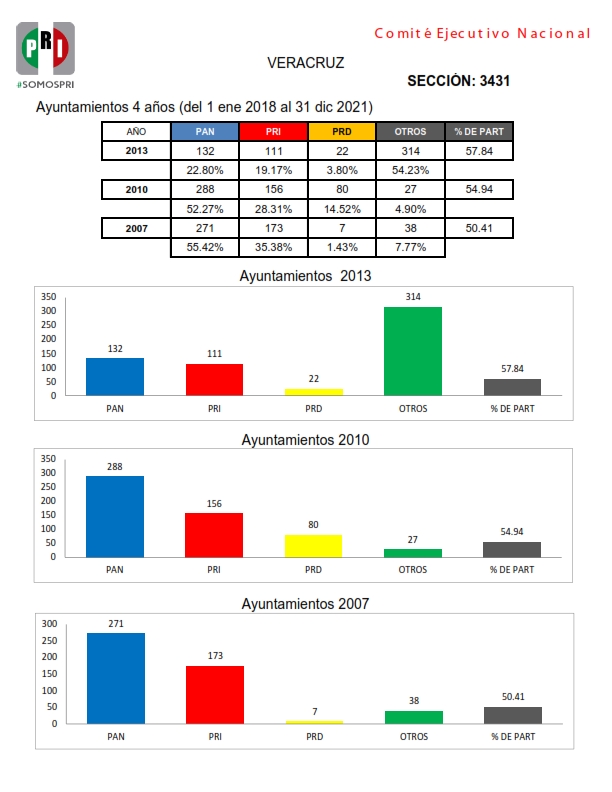 PRI
#SOMOSPRI
Comité Ejecutivo Nacional
VERACRUZ
SECCIÓN: 3431
Ayuntamientos 4 años (del 1 ene 2018 al 31 dic 2021)
AÑO PAN PRI PRD OTROS % DE PART
2013 132 111 22 314 57.84
22.80% 19.17% 3.80% 54.23%
2010 288 156 80 27 54.94
52.27% 28.31% 14.52% 4.90%
2007 271 173 7 38 50.41
55.42% 35.38% 1.43% 7.77%
Ayuntamientos 2013
350
300
250
200
150
100
50
0
132 111 22 314 57.84
PAN PRI PRD OTROS % DE PART
Ayuntamientos 2010
350
300
250
200
150
100
50
0
288 156 80 27 54.94
PAN PRI PRD OTROS % DE PART
Ayuntamientos 2007
300
250
200
150
100
50
0
271 173 7 38 50.41
PAN PRI PRD OTROS % DE PART